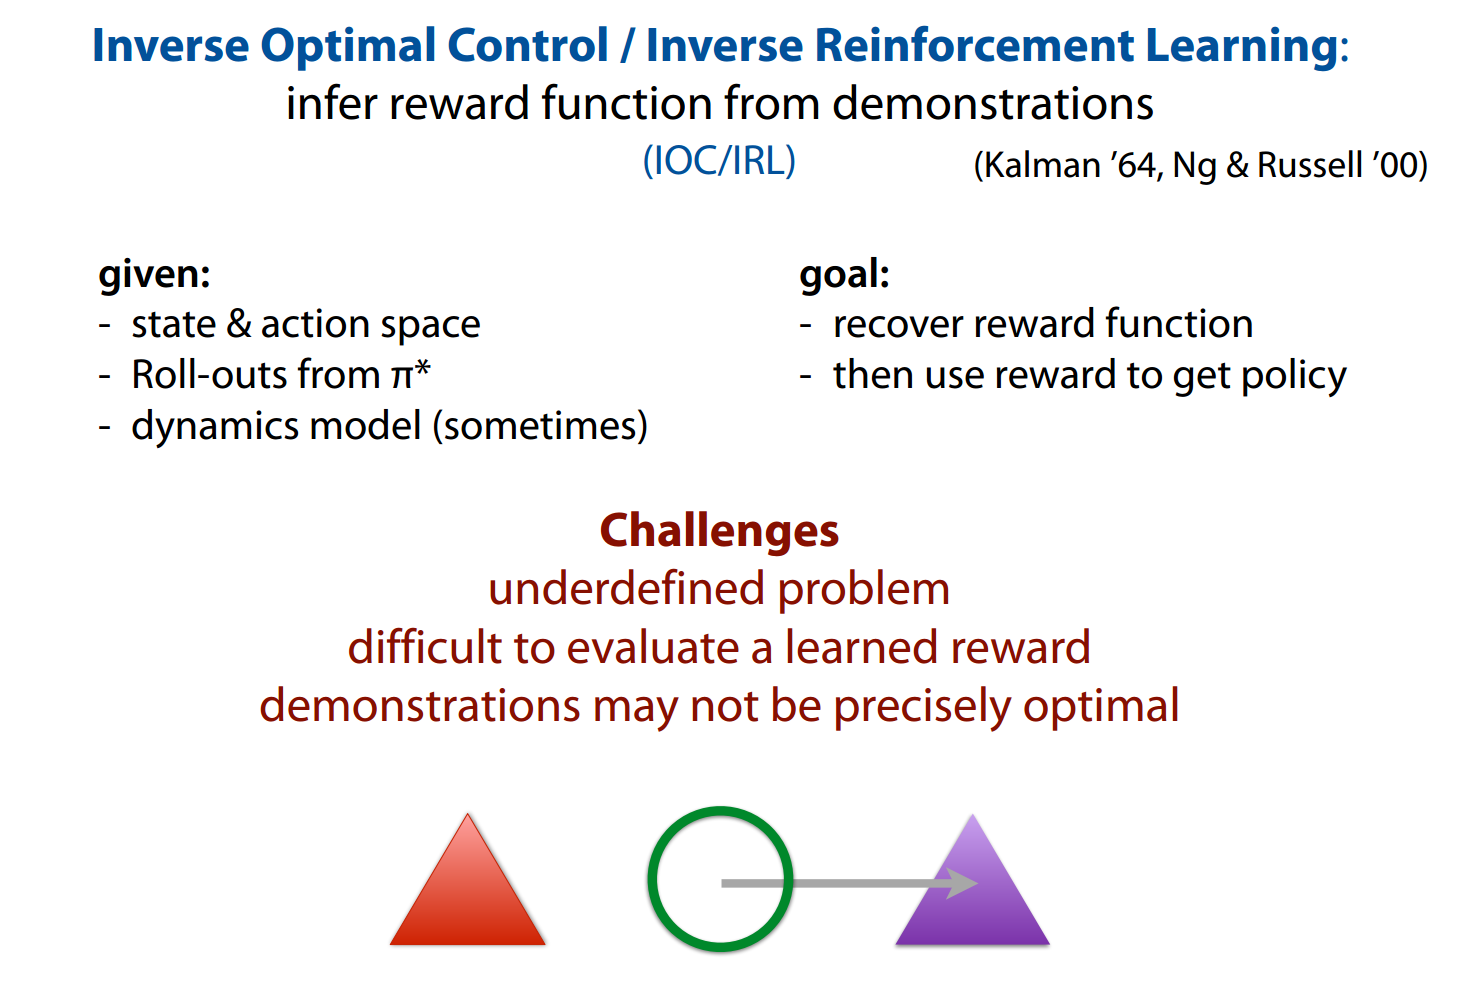 Inverse Optimal Control / Inverse Reinforcement Learning:
infer reward function from demonstrations
(IOC/IRL)
(Kalman ’64, Ng & Russell ’00)
given:
- state & action space
- Roll-outs from π*
- dynamics model (sometimes)
goal:
- recover reward function
- then use reward to get policy
Challenges
underdefined problem
difficult to evaluate a learned reward
demonstrations may not be precisely optimal